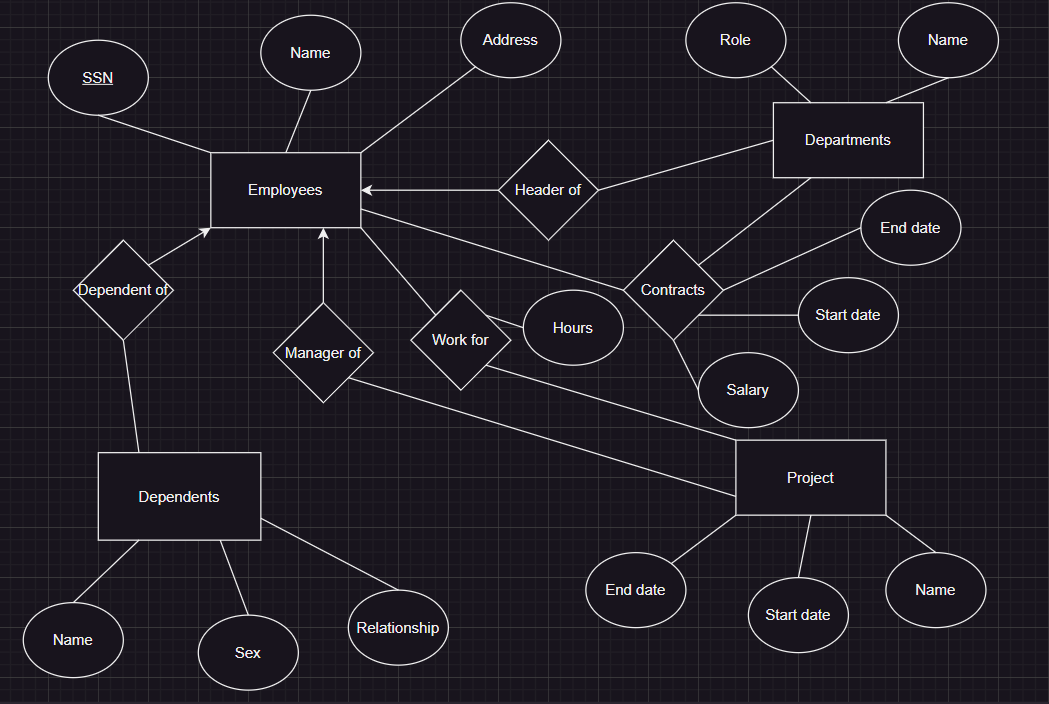 SSN
Name
Address
Role
Name
Departments
Employees
Header of
End date
Dependent of
Contracts
Start date
Manager of
Work for
Hours
Salary
Dependents
Project
End date
Start date
Name
Name
Sex
Relationship